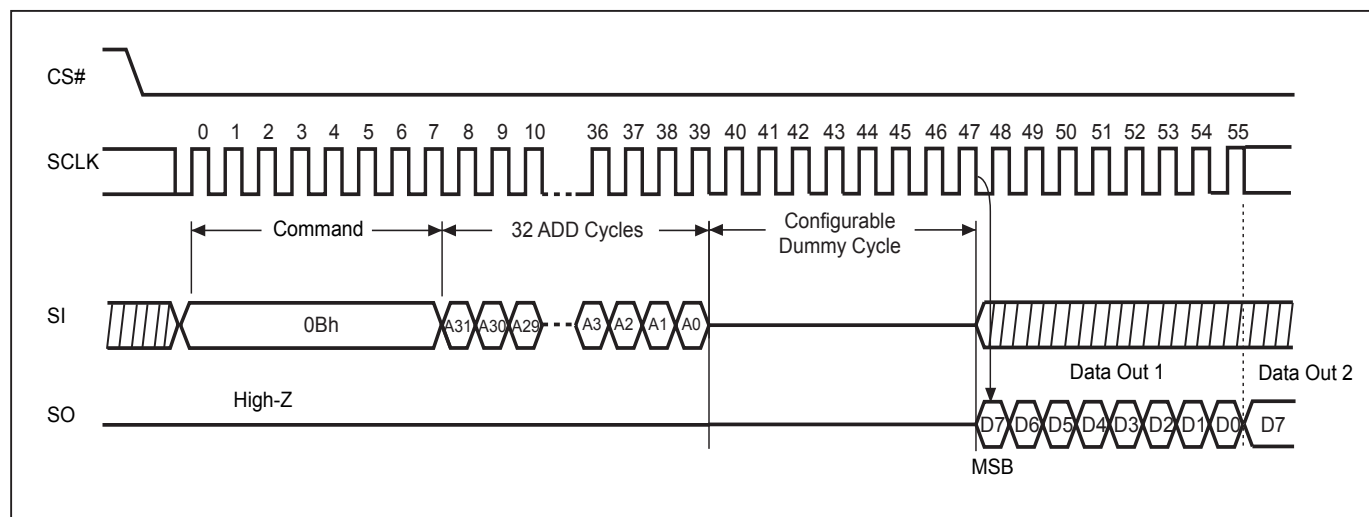 CS#
0 1 2 3 4 5 6 7 8 9 10 36 37 38 39 40 41 42 43 44 45 46 47 48 49 50 51 52 53 54 55
SCLK
Command
32 ADD Cycles
Configurable
Dummy Cycle
SI
0Bh
A31 A30 A29 A3 A2 A1 A0
Data Out 1
Data Out 2
High-Z
SO
D7 D6 D5 D4 D3 D2 D1 D0 D7
MSB